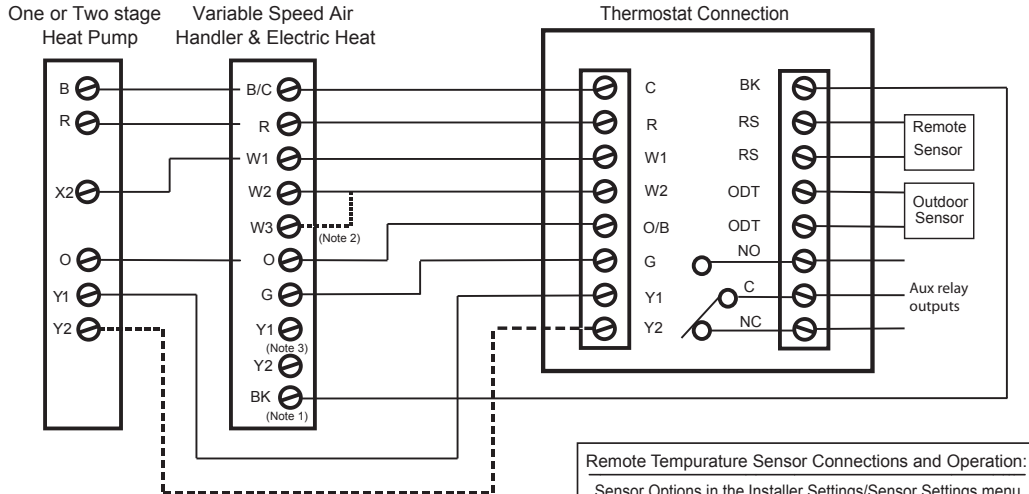 One or Two stage
Heat Pump
Variable Speed Air
Handler & Electric Heat
Thermostat Connection
B
R
X2
O
Y1
Y2
B/C
R
W1
W2
W3
(Note 2)
O
G
Y1
(Note 3)
Y2
BK
(Note 1)
C
R
W1
W2
O/B
G
Y1
Y2
BK
RS
RS
ODT
ODT
NO
C
NC
Remote
Sensor
Outdoor
Sensor
Aux relay
outputs
Remote Tempurature Sensor Connections and Operation:
Sensor Options in the Installer Settings/Sensor Settings menu